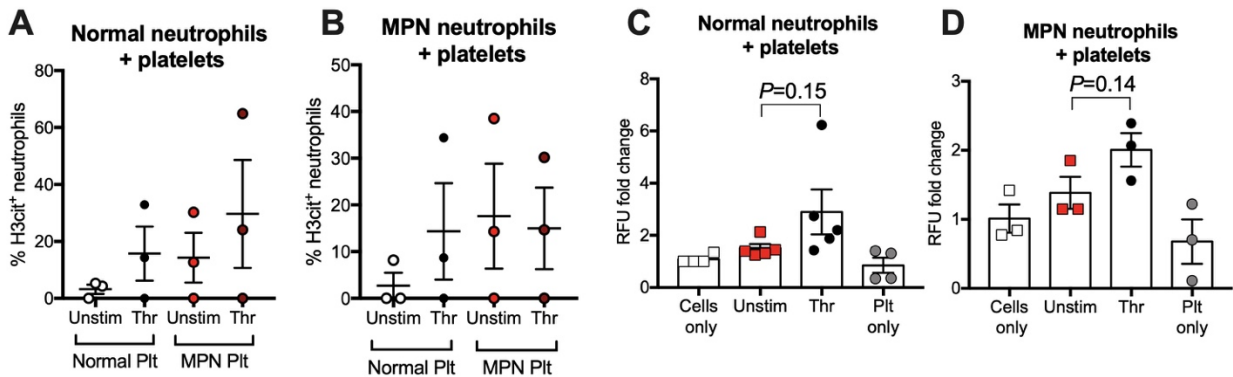 A
Normal neutrophils
+ platelets
% H3cit+ neutrophils
80
60
40
20
0
Unstim Thr Unstim Thr
Normal Plt MPN Plt
B
MPN neutrophils
+ platelets
% H3cit+ neutrophils
50
40
30
20
10
0
Unstim Thr Unstim Thr
Normal Plt MPN Plt
C
Normal neutrophils
+ platelets
P=0.15
RFU fold change
8
6
4
2
0
Cells only Unstim Thr Plt only
D
MPN neutrophils
+ platelets
P=0.14
RFU fold change
3
2
1
0
Cells only Unstim Thr Plt only